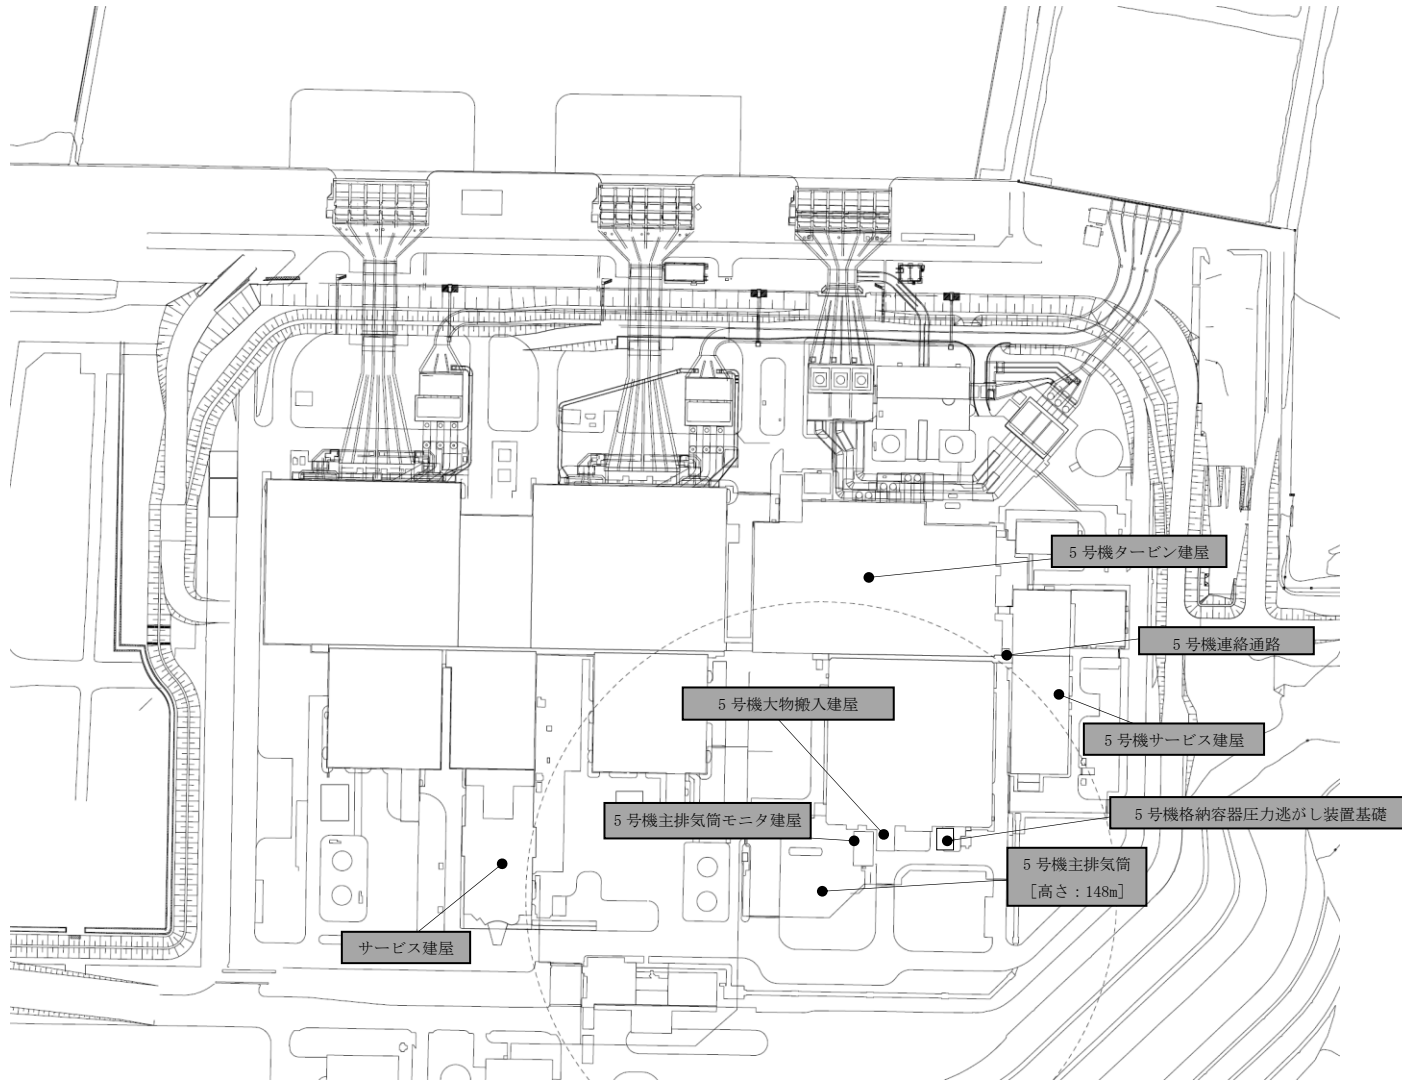 5 号機タービン建屋
5 号機連絡通路
5 号機大物搬入建屋
5 号機サービス建屋
5 号機主排気筒モニタ建屋
5 号機格納容器圧力逃がし装置基礎
5 号機主排気筒
［高さ：148m］
サービス建屋